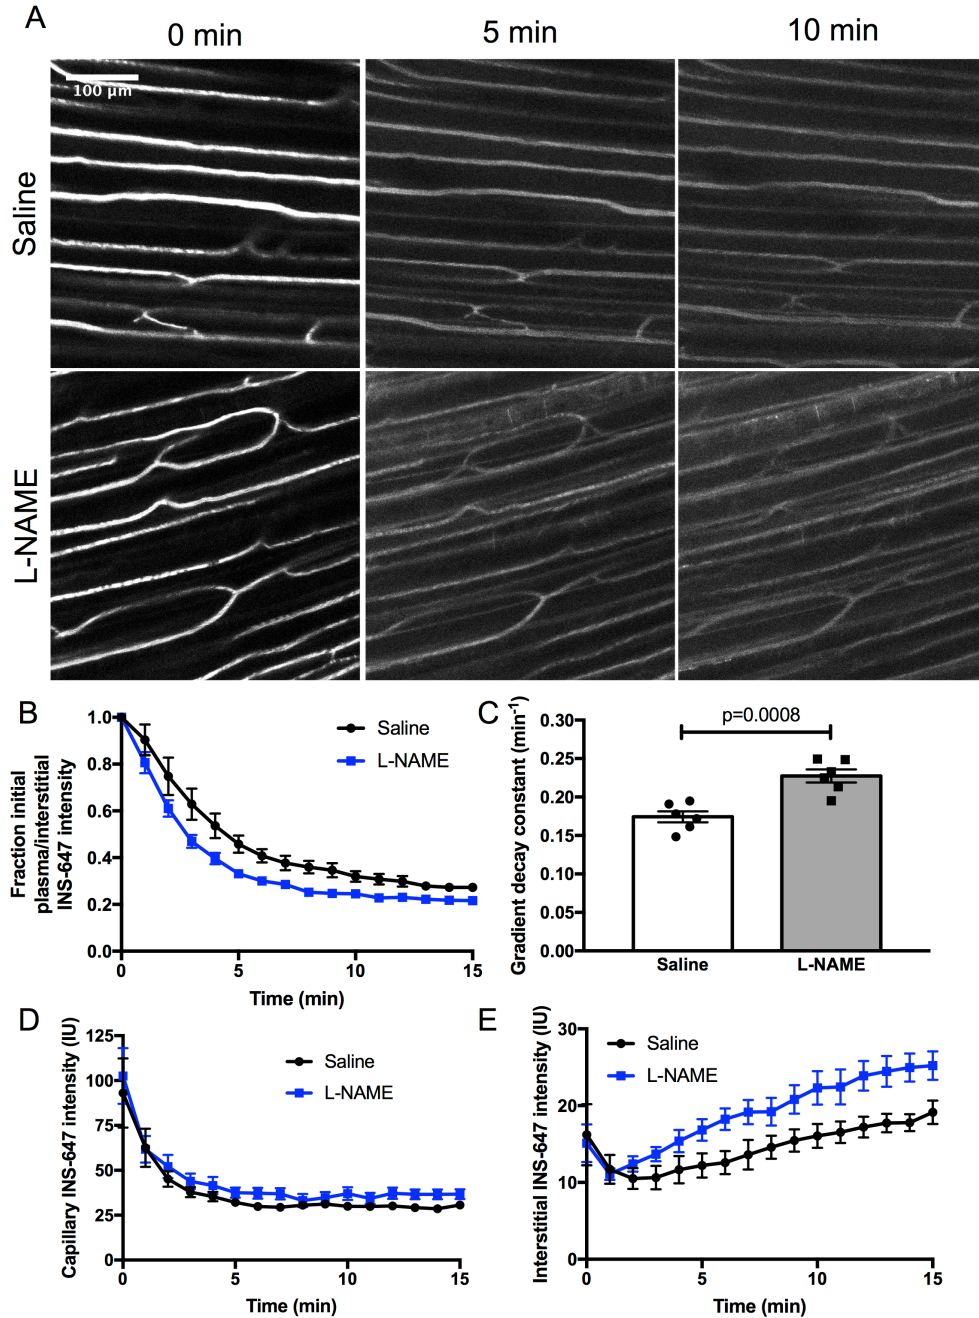 A
0 min
5 min
10 min
100 µm
Saline
L-NAME
B
Fraction initial
plasma/interstitial
INS-647 intensity
1.0
0.8
0.6
0.4
0.2
0.0
0
5
10
15
Time (min)
Saline
L-NAME
C
Gradient decay constant (min-1)
0.30
0.25
0.20
0.15
0.10
0.05
0.00
p=0.0008
Saline
L-NAME
D
Capillary INS-647 intensity (IU)
125
100
75
50
25
0
0
5
10
15
Time (min)
Saline
L-NAME
E
Interstitial INS-647 intensity (IU)
30
20
10
0
0
5
10
15
Time (min)
Saline
L-NAME